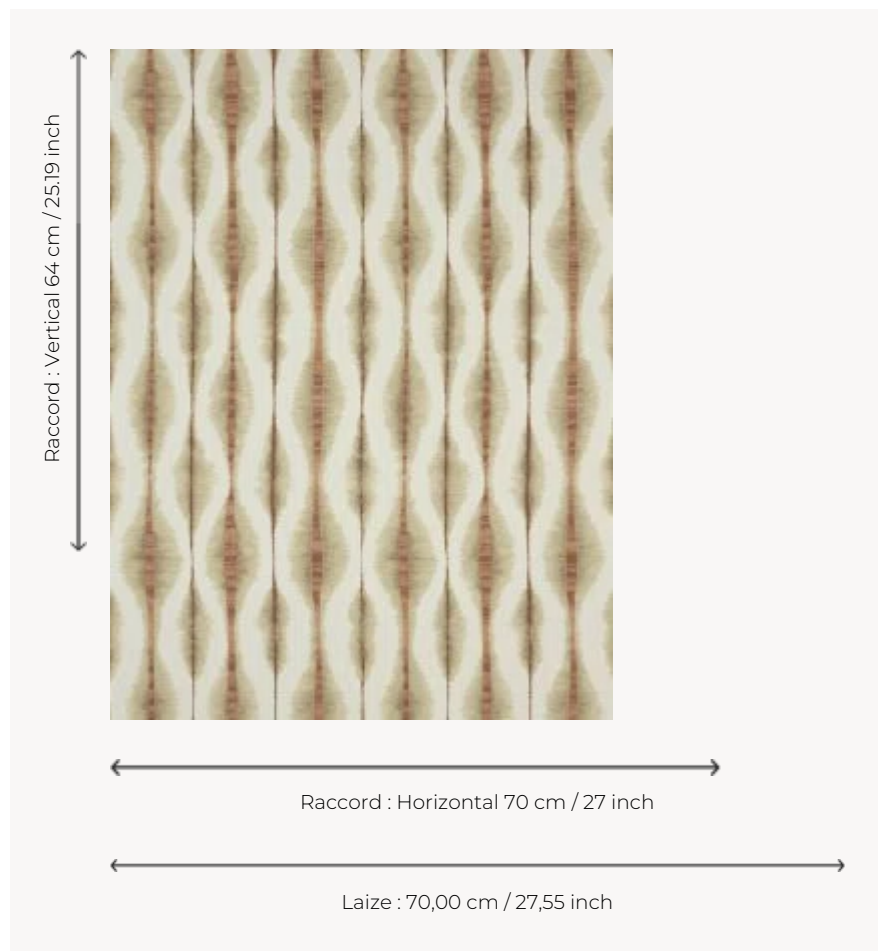 Raccord : Vertical 64 cm / 25.19 inch
Raccord : Horizontal 70 cm / 27 inch
Laize : 70,00 cm / 27,55 inch